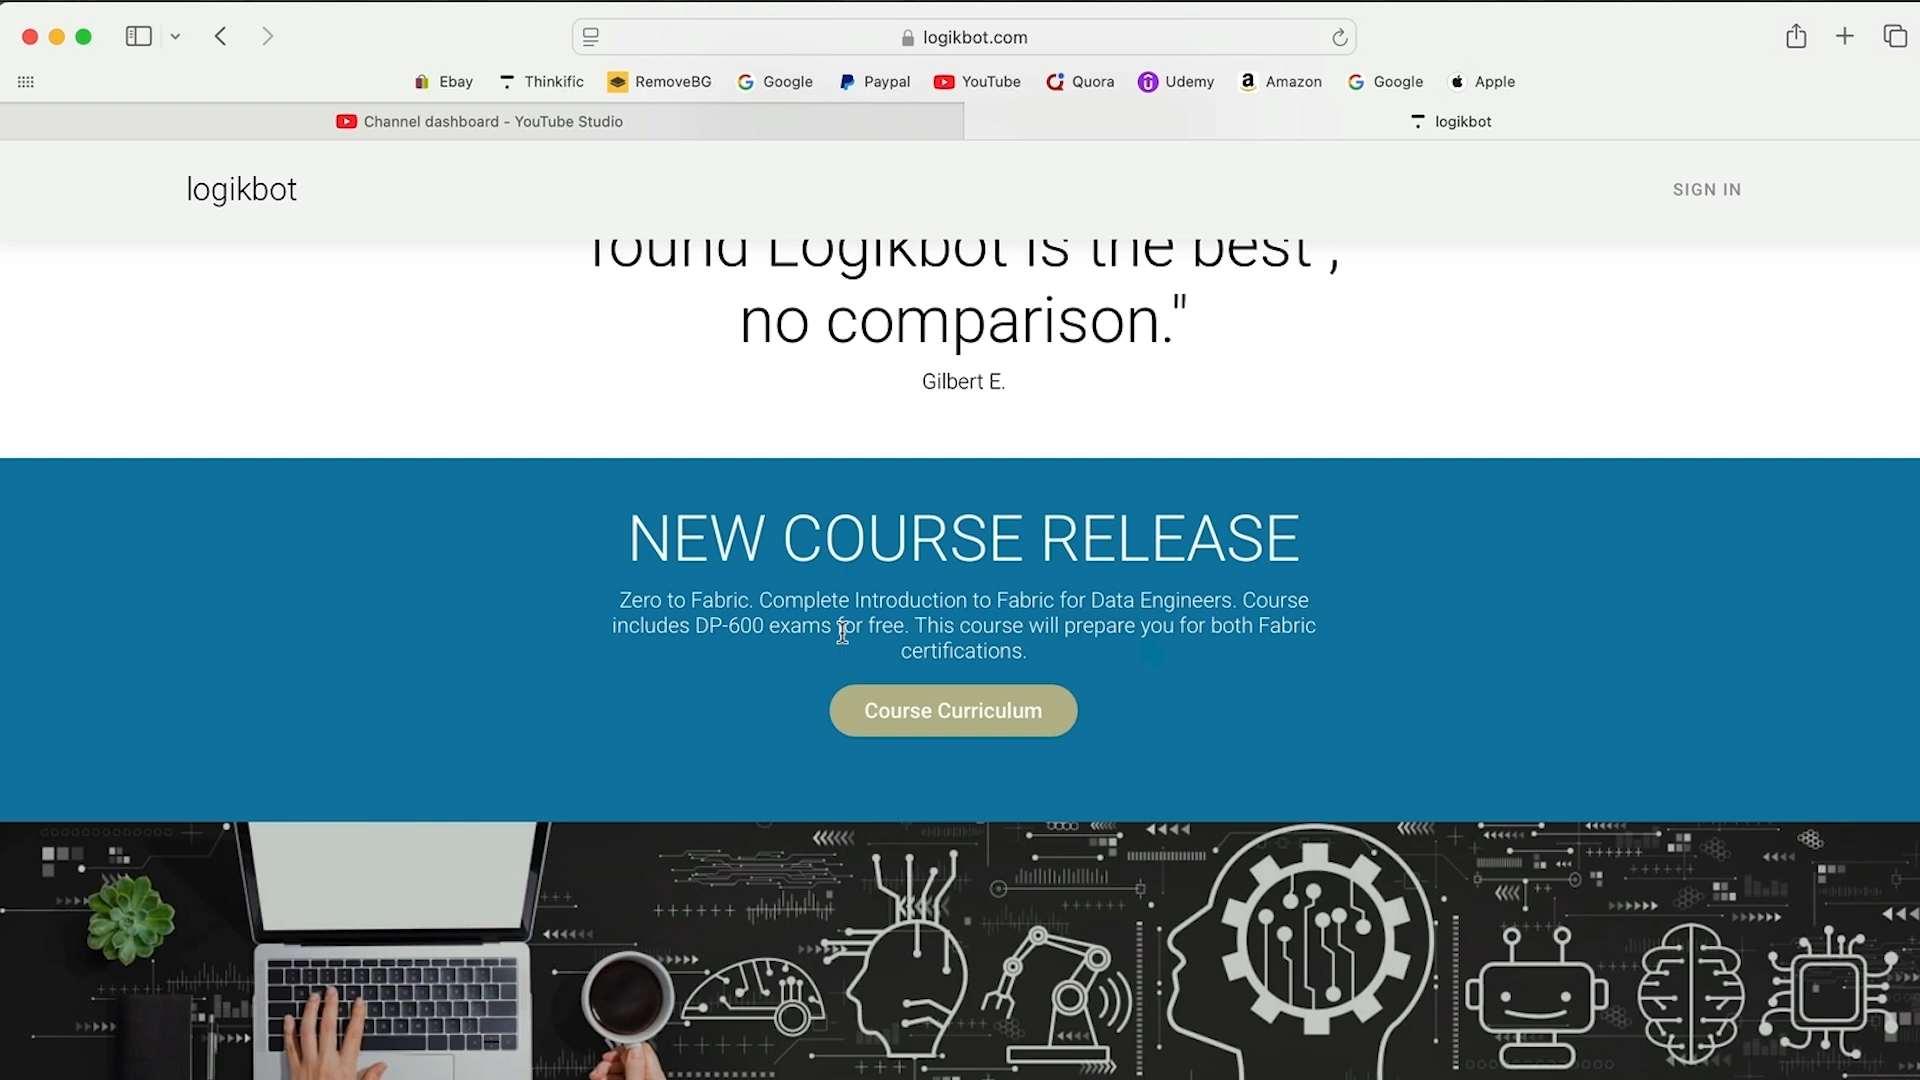 logikbot.com
Ebay
Thinkific
RemoveBG
Google
Paypal
YouTube
Quora
Udemy
Amazon
Google
Apple
Channel dashboard - YouTube Studio
logikbot
logikbot
SIGN IN
found Logikbot is the best ,
no comparison."
Gilbert E.
NEW COURSE RELEASE
Zero to Fabric. Complete Introduction to Fabric for Data Engineers. Course
includes DP-600 exams for free. This course will prepare you for both Fabric
certifications.
Course Curriculum